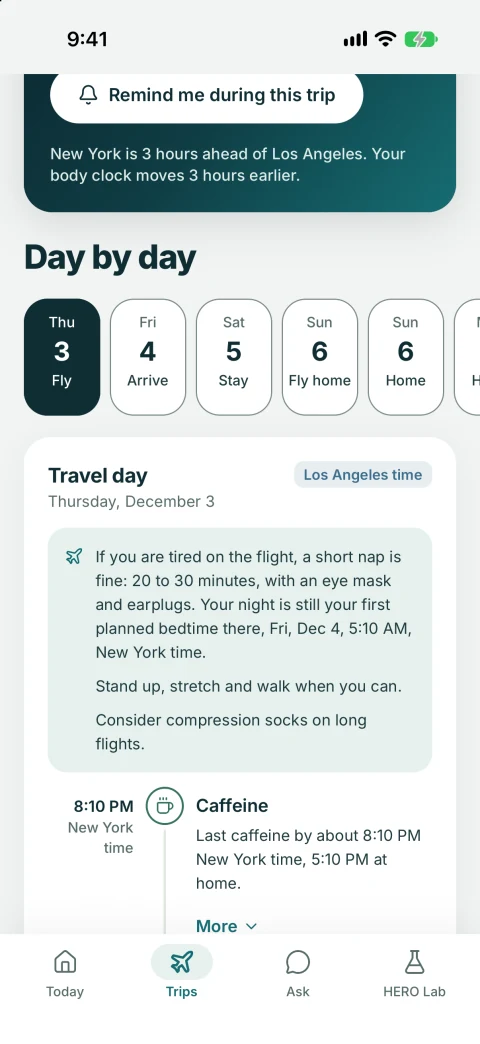 9:41
Remind me during this trip
New York is 3 hours ahead of Los Angeles. Your
body clock moves 3 hours earlier.
Day by day
Thu
3
Fly
Fri
4
Arrive
Sat
5
Stay
Sun
6
Fly home
Sun
6
Home
Travel day
Los Angeles time
Thursday, December 3
If you are tired on the flight, a short nap is
fine: 20 to 30 minutes, with an eye mask
and earplugs. Your night is still your first
planned bedtime there, Fri, Dec 4, 5:10 AM,
New York time.
Stand up, stretch and walk when you can.
Consider compression socks on long
flights.
8:10 PM
New York
time
Caffeine
Last caffeine by about 8:10 PM
New York time, 5:10 PM at
home.
More
Today
Trips
Ask
HERO Lab